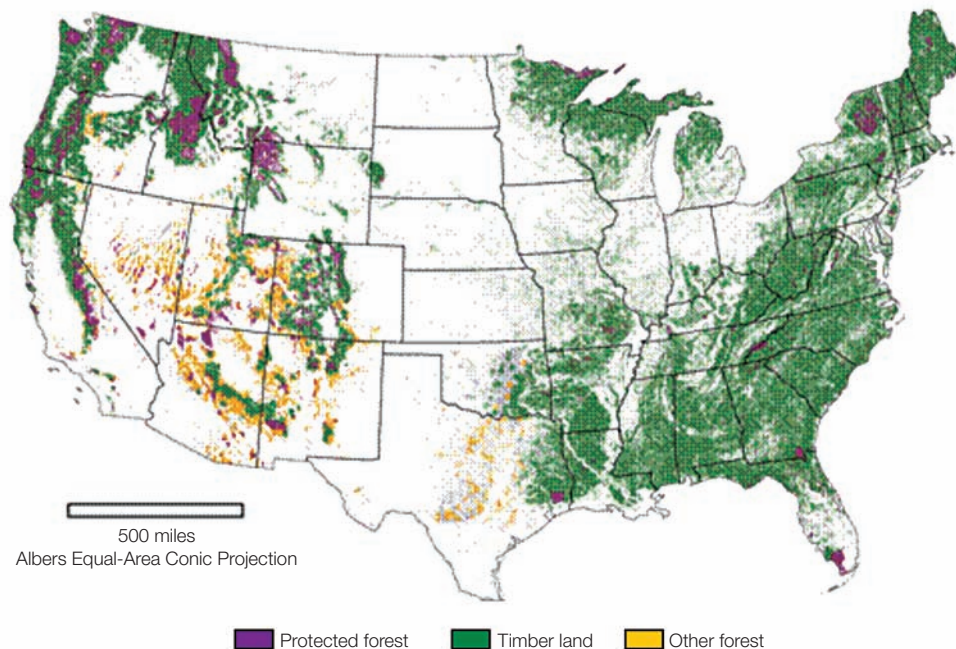 500 miles
Albers Equal-Area Conic Projection
Protected forest Timber land Other forest